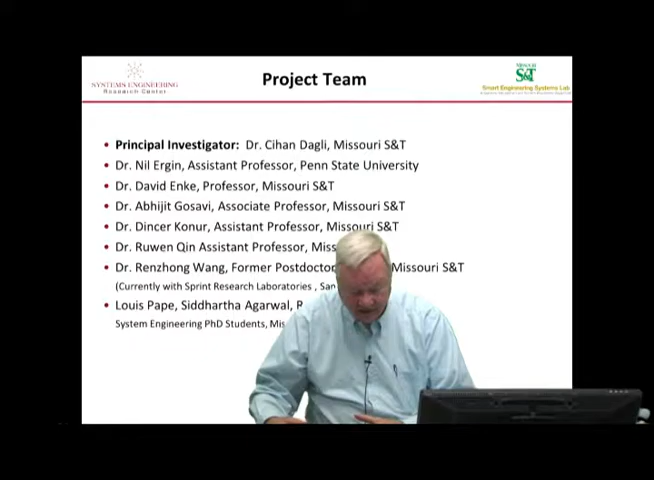 SYSTEMS ENGINEERING
Research Center
Project Team
MISSOURI
S&T
Smart Engineering Systems Lab
• Principal Investigator: Dr. Cihan Dagli, Missouri S&T
• Dr. Nil Ergin, Assistant Professor, Penn State University
• Dr. David Enke, Professor, Missouri S&T
• Dr. Abhijit Gosavi, Associate Professor, Missouri S&T
• Dr. Dincer Konur, Assistant Professor, Missouri S&T
• Dr. Ruwen Qin Assistant Professor,
• Dr. Renzhong Wang, Former Missouri S&T
(Currently with Sprint Research Laboratories ,
• Louis Pape, Siddhartha Agarwal,
System Engineering PhD Students,